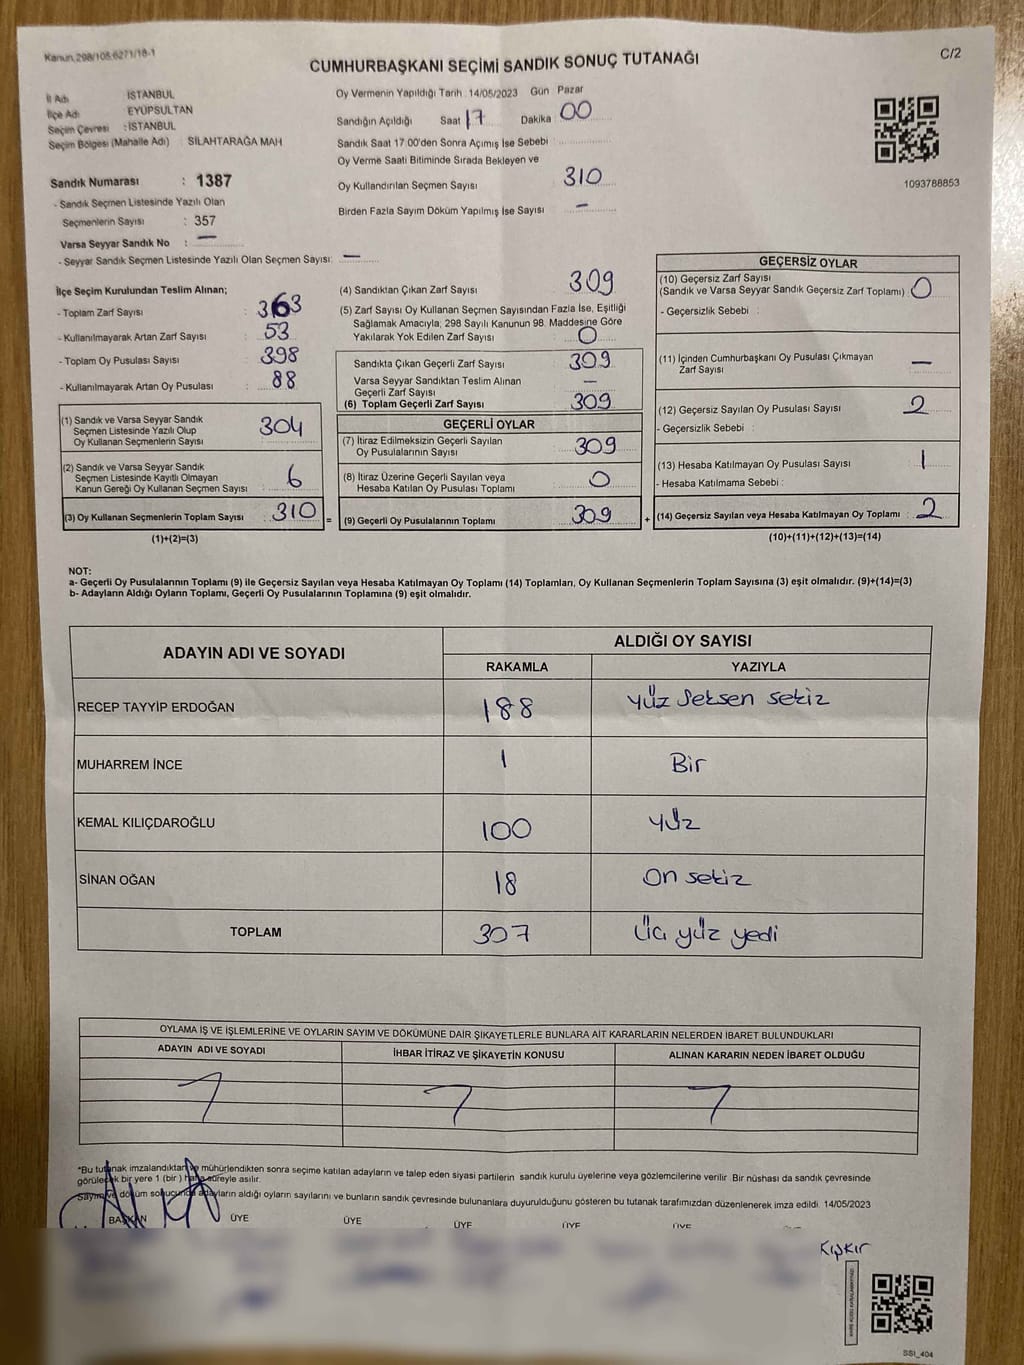 Kanun, 298/105,6271/18-1
C/2
CUMHURBAŞKANI SEÇİMİ SANDIK SONUÇ TUTANAĞI
İl Adı : İSTANBUL
İlçe Adı : EYÜPSULTAN
Seçim Çevresi : İSTANBUL
Seçim Bölgesi (Mahalle Adı) : SİLAHTARAĞA MAH
Sandık Numarası : 1387
- Sandık Seçmen Listesinde Yazılı Olan
Seçmenlerin Sayısı : 357
Varsa Seyyar Sandık No : —
- Seyyar Sandık Seçmen Listesinde Yazılı Olan Seçmen Sayısı: —
Oy Vermenin Yapıldığı Tarih : 14/05/2023 Gün Pazar
Sandığın Açıldığı Saat 17 Dakika 00
Sandık Saat 17.00'den Sonra Açımış İse Sebebi :
Oy Verme Saati Bitiminde Sırada Bekleyen ve
Oy Kullandırılan Seçmen Sayısı : 310
Birden Fazla Sayım Döküm Yapılmış İse Sayısı : —
1093788853
İlçe Seçim Kurulundan Teslim Alınan;
- Toplam Zarf Sayısı : 363
- Kullanılmayarak Artan Zarf Sayısı : 53
- Toplam Oy Pusulası Sayısı : 398
- Kullanılmayarak Artan Oy Pusulası : 88
(1) Sandık ve Varsa Seyyar Sandık
Seçmen Listesinde Yazılı Olup
Oy Kullanan Seçmenlerin Sayısı : 304
(2) Sandık ve Varsa Seyyar Sandık
Seçmen Listesinde Kayıtlı Olmayan
Kanun Gereği Oy Kullanan Seçmen Sayısı : 6
(3) Oy Kullanan Seçmenlerin Toplam Sayısı : 310 =
(1)+(2)=(3)
(4) Sandıktan Çıkan Zarf Sayısı : 309
(5) Zarf Sayısı Oy Kullanan Seçmen Sayısından Fazla İse, Eşitliği
Sağlamak Amacıyla; 298 Sayılı Kanunun 98. Maddesine Göre
Yakılarak Yok Edilen Zarf Sayısı : 0
Sandıkta Çıkan Geçerli Zarf Sayısı : 309
Varsa Seyyar Sandıktan Teslim Alınan
Geçerli Zarf Sayısı : —
(6) Toplam Geçerli Zarf Sayısı : 309
GEÇERLİ OYLAR
(7) İtiraz Edilmeksizin Geçerli Sayılan
Oy Pusulalarının Sayısı : 309
(8) İtiraz Üzerine Geçerli Sayılan veya
Hesaba Katılan Oy Pusulası Toplamı : 0
(9) Geçerli Oy Pusulalarının Toplamı : 309 +
GEÇERSİZ OYLAR
(10) Geçersiz Zarf Sayısı
(Sandık ve Varsa Seyyar Sandık Geçersiz Zarf Toplamı) : 0
- Geçersizlik Sebebi :
(11) İçinden Cumhurbaşkanı Oy Pusulası Çıkmayan
Zarf Sayısı : —
(12) Geçersiz Sayılan Oy Pusulası Sayısı : 2
- Geçersizlik Sebebi :
(13) Hesaba Katılmayan Oy Pusulası Sayısı : 1
- Hesaba Katılmama Sebebi :
(14) Geçersiz Sayılan veya Hesaba Katılmayan Oy Toplamı : 2
(10)+(11)+(12)+(13)=(14)
NOT:
a- Geçerli Oy Pusulalarının Toplamı (9) ile Geçersiz Sayılan veya Hesaba Katılmayan Oy Toplamı (14) Toplamları, Oy Kullanan Seçmenlerin Toplam Sayısına (3) eşit olmalıdır. (9)+(14)=(3)
b- Adayların Aldığı Oyların Toplamı, Geçerli Oy Pusulalarının Toplamına (9) eşit olmalıdır.
ADAYIN ADI VE SOYADI
ALDIĞI OY SAYISI
RAKAMLA YAZIYLA
RECEP TAYYİP ERDOĞAN 188 Yüz Seksen sekiz
MUHARREM İNCE 1 Bir
KEMAL KILIÇDAROĞLU 100 yüz
SİNAN OĞAN 18 On sekiz
TOPLAM 307 Üç yüz yedi
OYLAMA İŞ VE İŞLEMLERİNE VE OYLARIN SAYIM VE DÖKÜMÜNE DAİR ŞİKAYETLERLE BUNLARA AİT KARARLARIN NELERDEN İBARET BULUNDUKLARI
ADAYIN ADI VE SOYADI İHBAR İTİRAZ VE ŞİKAYETİN KONUSU ALINAN KARARIN NEDEN İBARET OLDUĞU
*Bu tutanak imzalandıktan ve mühürlendikten sonra seçime katılan adayların ve talep eden siyasi partilerin sandık kurulu üyelerine veya gözlemcilerine verilir. Bir nüshası da sandık çevresinde
görülecek bir yere 1 (bir) hafta süreyle asılır.
Sayım ve döküm sonucunda adayların aldığı oyların sayılarını ve bunların sandık çevresinde bulunanlara duyurulduğunu gösteren bu tutanak tarafımızdan düzenlenerek imza edildi. 14/05/2023
BAŞKAN ÜYE ÜYE ÜYE ÜYE ÜYE
SSI_404